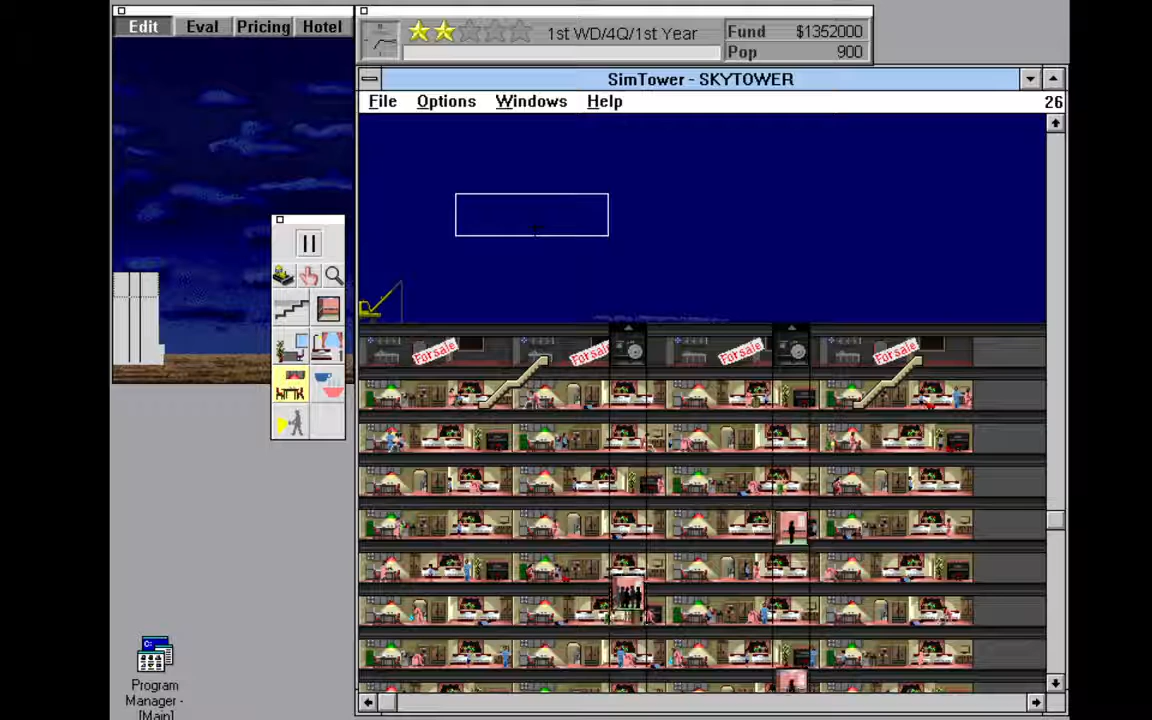 Edit Eval Pricing Hotel
1st WD/4Q/1st Year
Fund $1352000
Pop 900
SimTower - SKYTOWER
File Options Windows Help 26
1
For sale For sale For sale For sale
Program
Manager -
[Main]